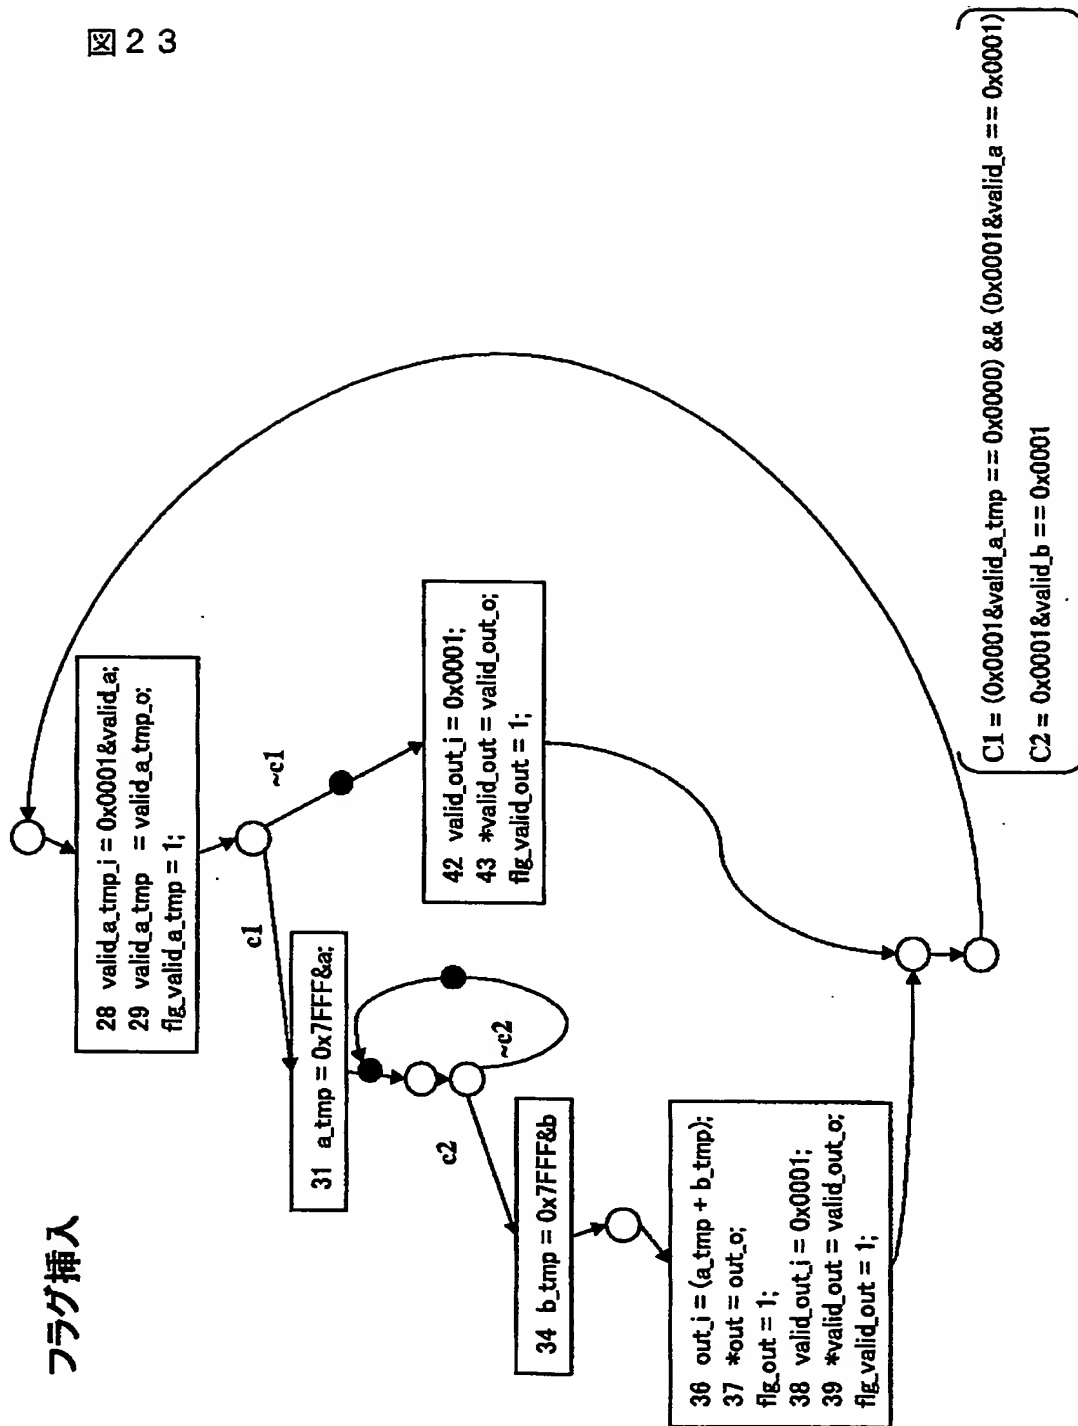 図23
フラグ挿入
28 valid_a_tmp_i = 0x0001&valid_a;
29 valid_a_tmp = valid_a_tmp_o;
flg_valid_a_tmp = 1;
c1
~c1
31 a_tmp = 0x7FFF&a;
42 valid_out_i = 0x0001;
43 *valid_out = valid_out_o;
flg_valid_out = 1;
c2
~c2
34 b_tmp = 0x7FFF&b
36 out_i = (a_tmp + b_tmp);
37 *out = out_o;
flg_out = 1;
38 valid_out_i = 0x0001;
39 *valid_out = valid_out_o;
flg_valid_out = 1;
C1 = (0x0001&valid_a_tmp == 0x0000) && (0x0001&valid_a == 0x0001)
C2 = 0x0001&valid_b == 0x0001